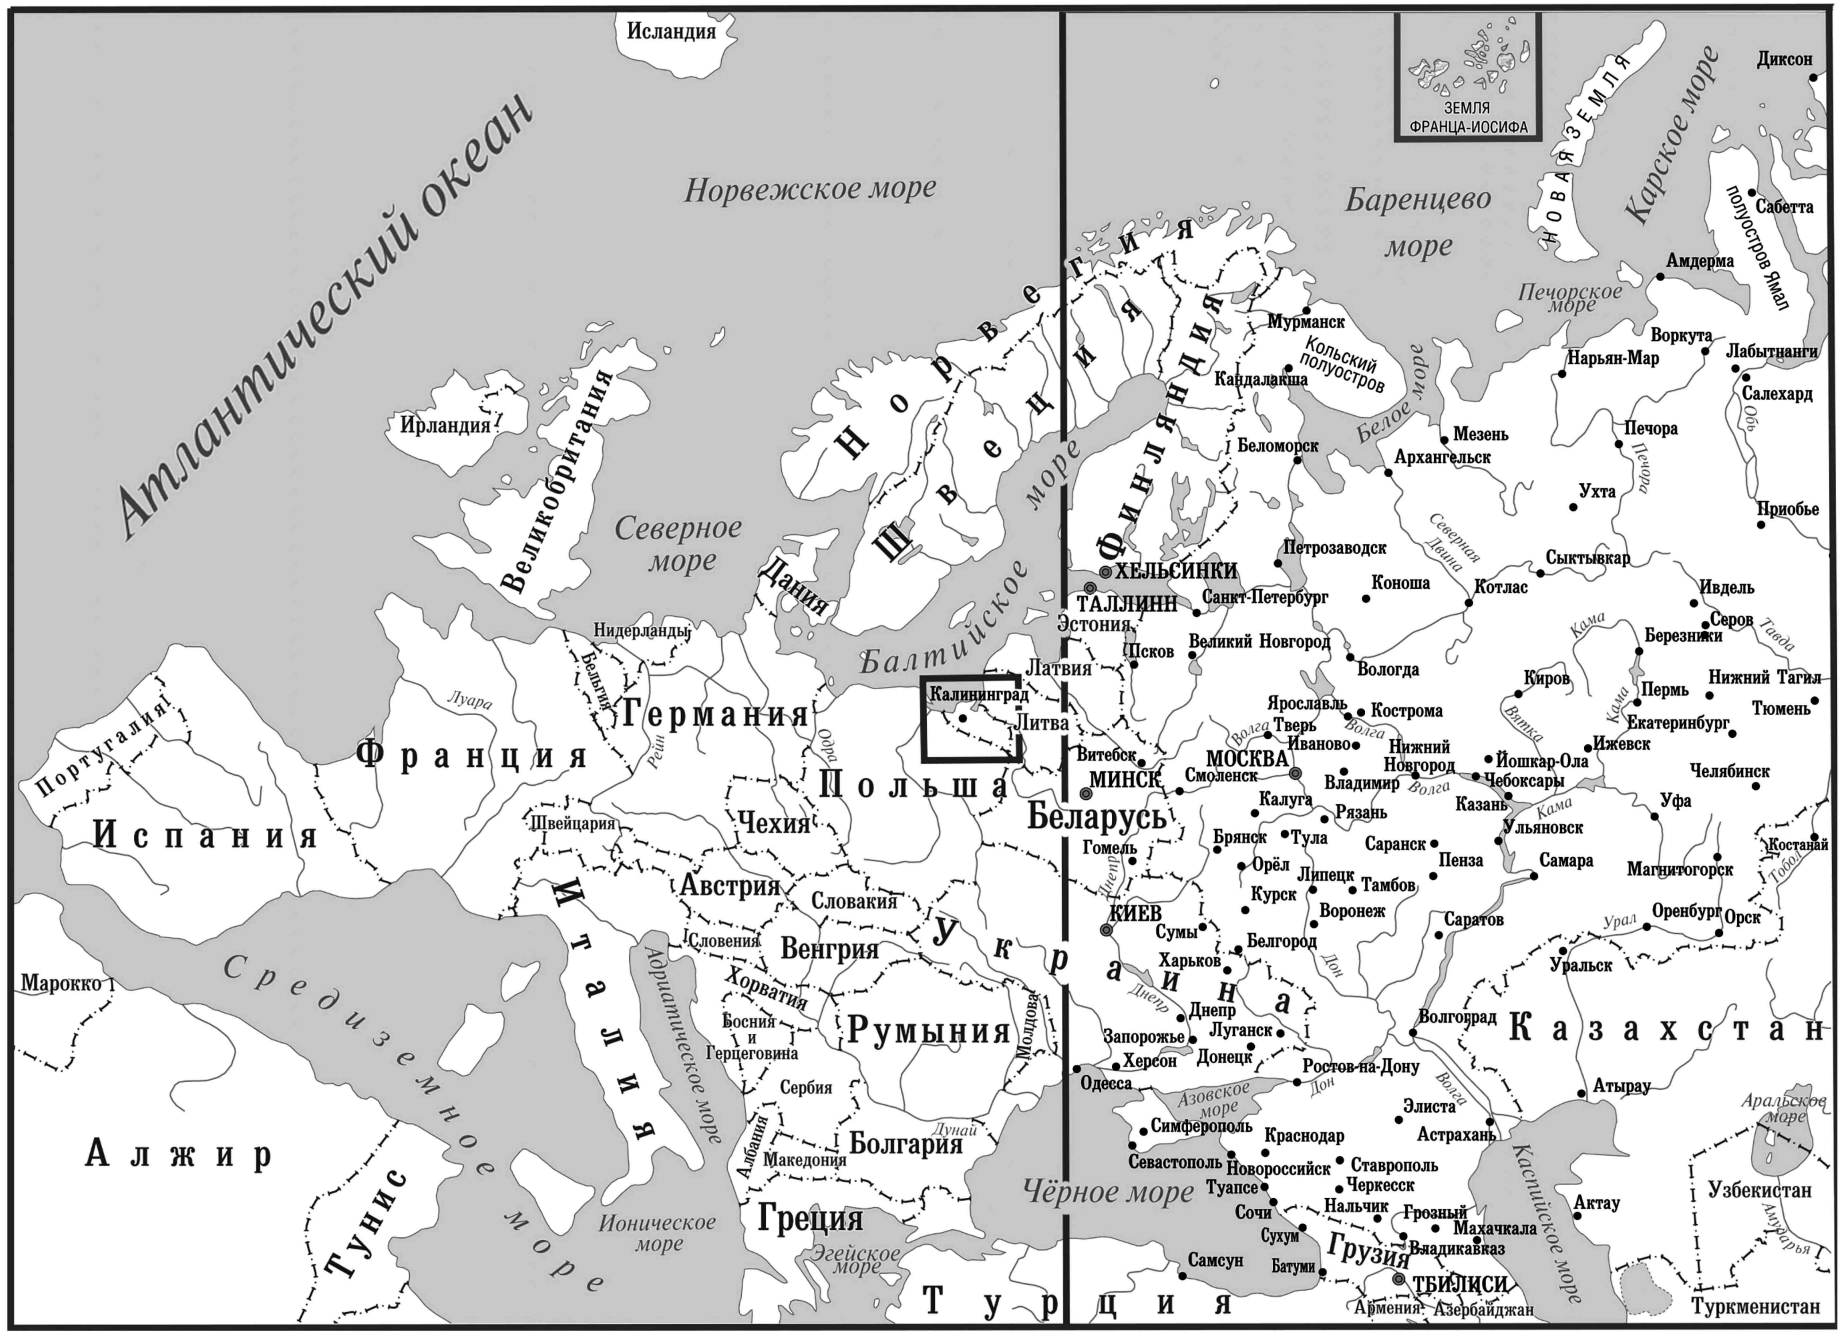 Исландия
Атлантический океан
Норвежское море
ЗЕМЛЯ
ФРАНЦА-ИОСИФА
НОВАЯ ЗЕМЛЯ
Карское море
Диксон
Баренцево
море
полуостров Ямал
Сабетта
Амдерма
Печорское
море
Норвегия
Швеция
Финляндия
Мурманск
Кольский
полуостров
Кандалакша
Белое море
Воркута
Нарьян-Мар
Лабытнанги
Салехард
Обь
Ирландия
Великобритания
Северное
море
Дания
Балтийское море
Беломорск
Мезень
Архангельск
Печора
Печора
Ухта
Приобье
Северная
Двина
Петрозаводск
Сыктывкар
Коноша
Котлас
Ивдель
Серов
Березники
Тавда
Кама
ХЕЛЬСИНКИ
ТАЛЛИНН
Эстония
Санкт-Петербург
Великий Новгород
Псков
Вологда
Латвия
Литва
Калининград
Нидерланды
Бельгия
Германия
Луара
Рейн
Одра
Франция
Португалия
Испания
Польша
Киров
Пермь
Нижний Тагил
Тюмень
Екатеринбург
Кама
Вятка
Ярославль
Кострома
Волга
Тверь
Волга
Иваново
Нижний
Новгород
Йошкар-Ола
Ижевск
Чебоксары
Челябинск
Витебск
МОСКВА
МИНСК
Смоленск
Владимир
Волга
Казань
Кама
Уфа
Беларусь
Калуга
Рязань
Ульяновск
Швейцария
Чехия
Гомель
Брянск
Тула
Саранск
Пенза
Самара
Костанай
Магнитогорск
Тобол
Днепр
Орёл
Липецк
Тамбов
Курск
Воронеж
Австрия
Словакия
Италия
Словения
Венгрия
Украина
КИЕВ
Сумы
Белгород
Саратов
Урал
Оренбург
Орск
Харьков
Дон
Уральск
Марокко
Средиземное море
Адриатическое море
Хорватия
Босния
и
Герцеговина
Румыния
Молдова
Днепр
Днепр
Запорожье
Луганск
Донецк
Волгоград
Казахстан
Сербия
Одесса
Херсон
Ростов-на-Дону
Дон
Волга
Атырау
Азовское
море
Элиста
Астрахань
Аральское
море
Алжир
Тунис
Албания
Македония
Болгария
Дунай
Симферополь
Севастополь
Краснодар
Новороссийск
Ставрополь
Туапсе
Черкесск
Чёрное море
Каспийское море
Актау
Узбекистан
Амударья
Ионическое
море
Греция
Эгейское
море
Сочи
Нальчик
Грозный
Махачкала
Сухум
Владикавказ
Грузия
Самсун
Батуми
ТБИЛИСИ
Турция
Армения
Азербайджан
Туркменистан